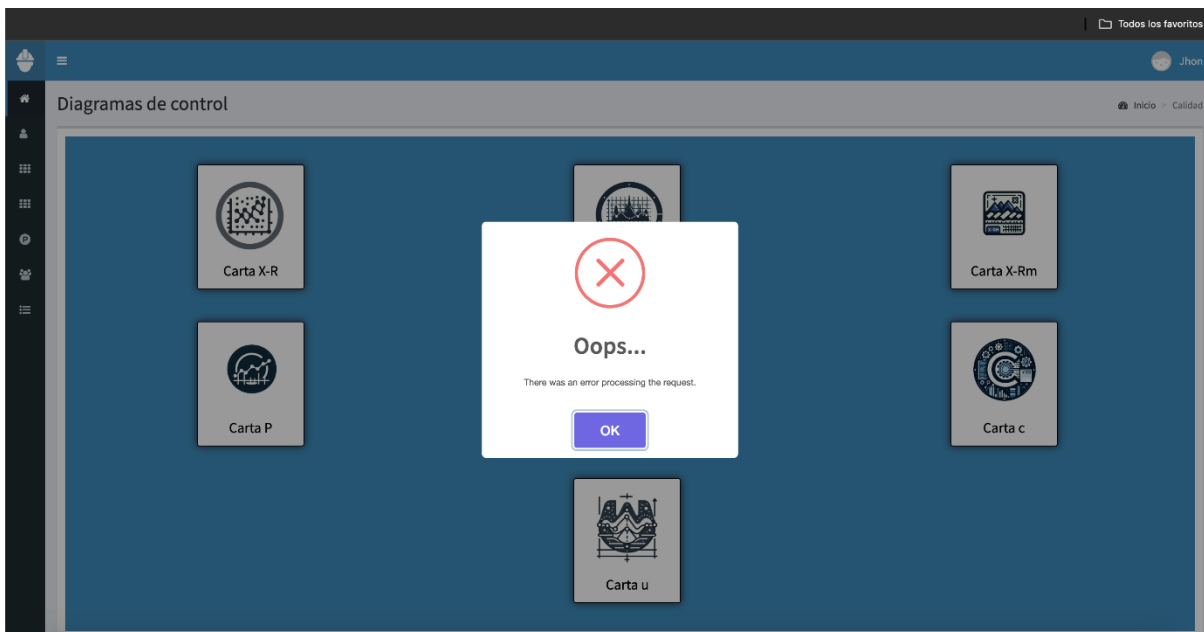 Todos los favoritos
Jhon
Diagramas de control
Inicio > Calidad
Carta X-R
Carta X-Rm
Oops...
There was an error processing the request.
OK
Carta P
Carta c
Carta u